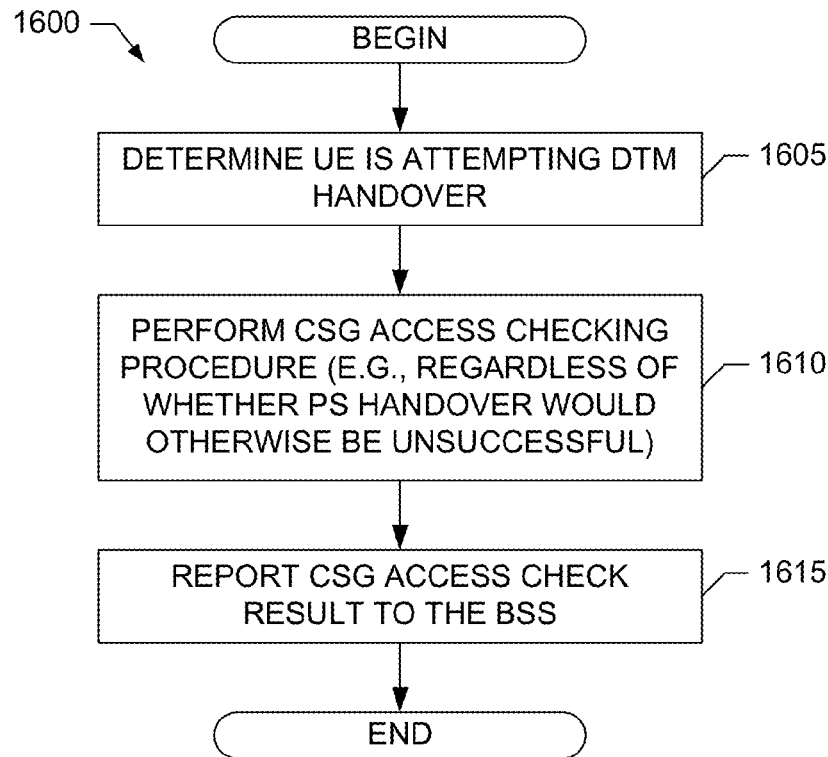 1600
BEGIN
DETERMINE UE IS ATTEMPTING DTM
HANDOVER
1605
PERFORM CSG ACCESS CHECKING
PROCEDURE (E.G., REGARDLESS OF
WHETHER PS HANDOVER WOULD
OTHERWISE BE UNSUCCESSFUL)
1610
REPORT CSG ACCESS CHECK
RESULT TO THE BSS
1615
END